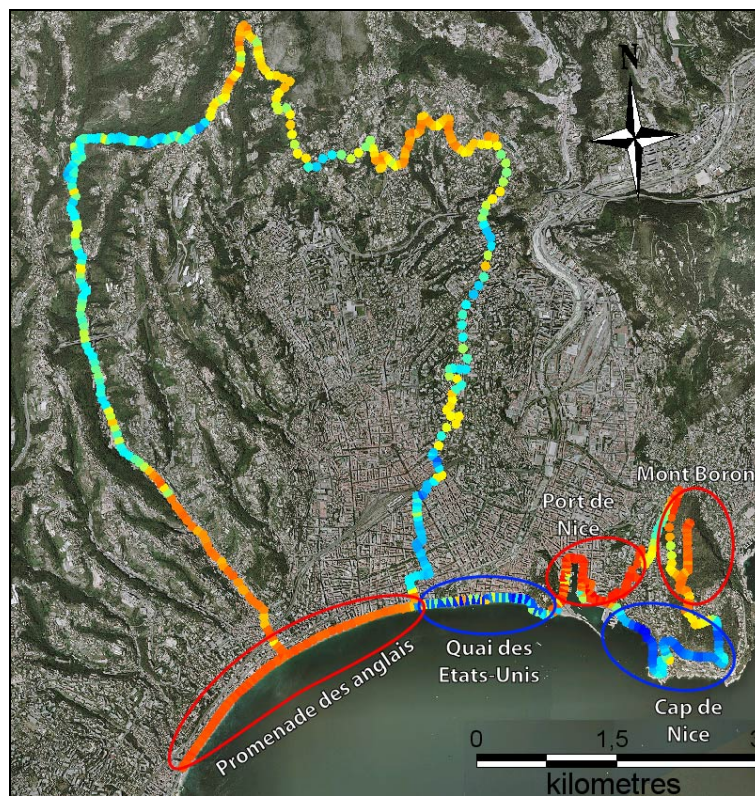 N
Mont Boron
Port de
Nice
Promenade des anglais
Quai des
Etats-Unis
Cap de
Nice
0 1,5 3
kilometres